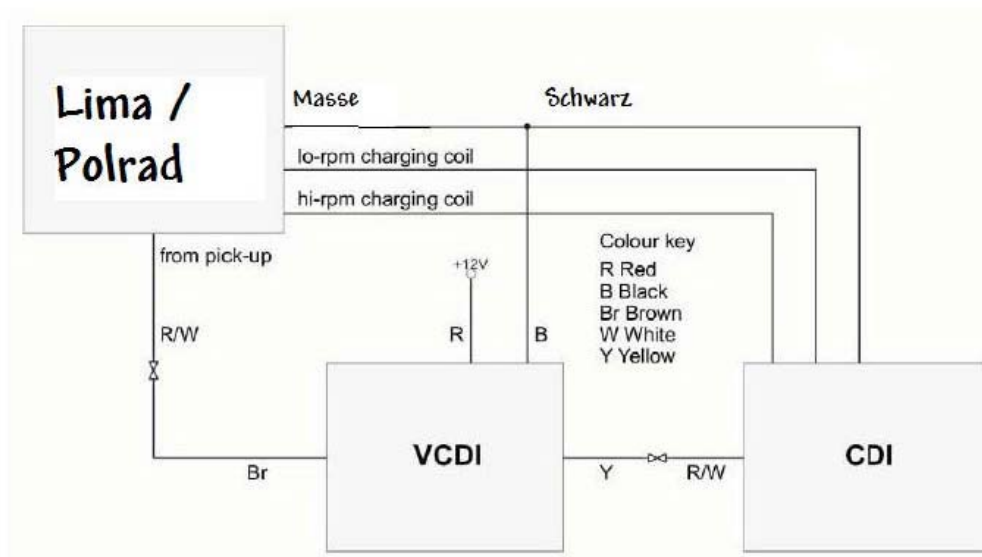 Lima /
Polrad
Masse
Schwarz
lo-rpm charging coil
hi-rpm charging coil
from pick-up
+12V
Colour key
R Red
B Black
Br Brown
W White
Y Yellow
R/W
R
B
VCDI
CDI
Br
Y
R/W